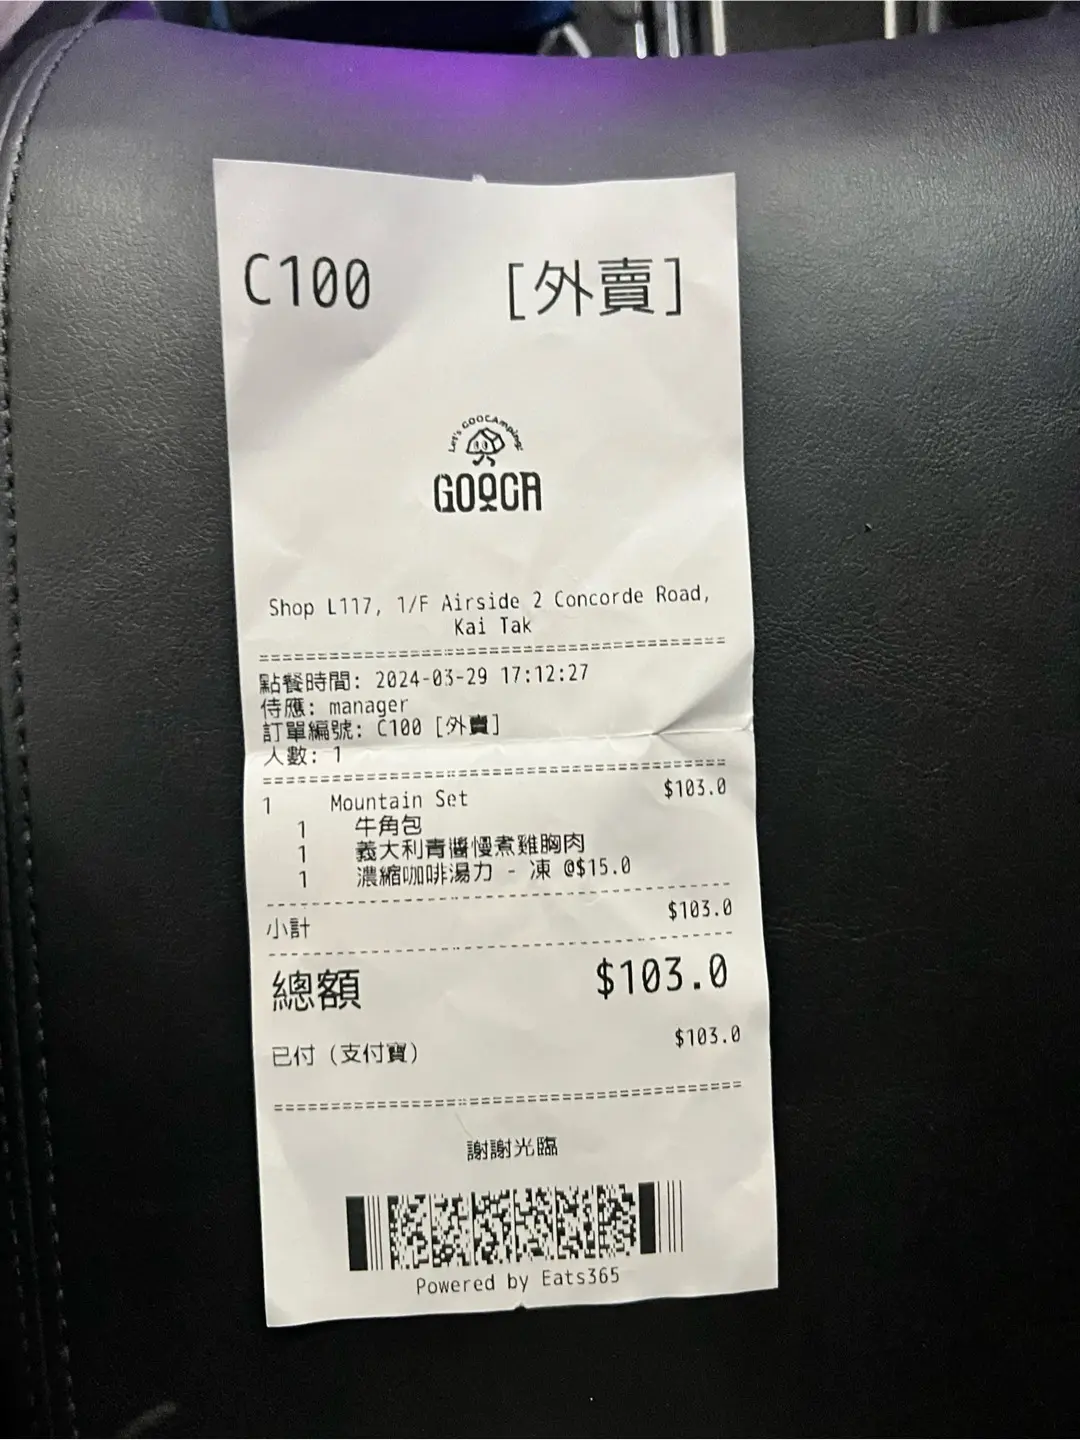 C100 [外賣]
Let's GOOCAmping!
GOOCA
Shop L117, 1/F Airside 2 Concorde Road,
Kai Tak
=======================================
點餐時間: 2024-03-29 17:12:27
侍應: manager
訂單編號: C100 [外賣]
人數: 1
=======================================
1 Mountain Set $103.0
1 牛角包
1 義大利青醬慢煮雞胸肉
1 濃縮咖啡湯力 - 凍 @$15.0
---------------------------------------
小計 $103.0
---------------------------------------
總額 $103.0
已付 (支付寶) $103.0
=======================================
謝謝光臨
Powered by Eats365